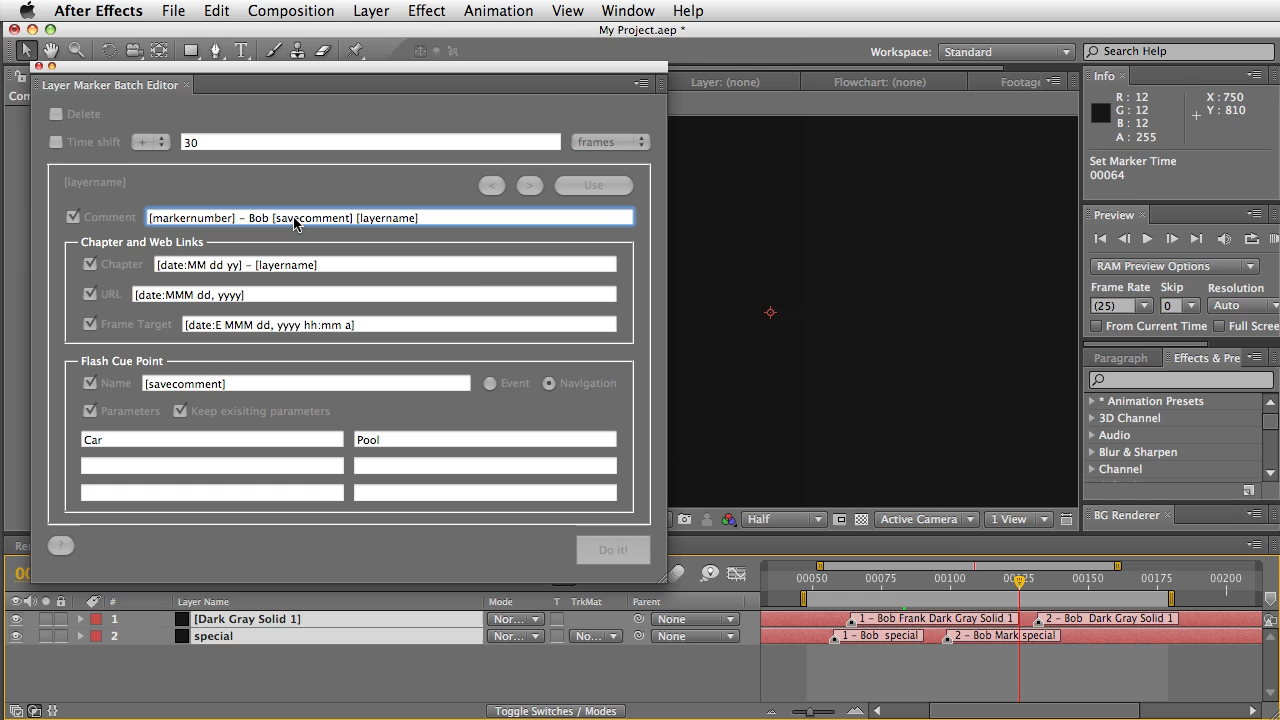 After Effects File Edit Composition Layer Effect Animation View Window Help
My Project.aep *
Workspace: Standard Search Help
Layer Marker Batch Editor ×
Layer: (none) Flowchart: (none) Footage
Delete
Time shift + 30 frames
[layername] < > Use
Comment [markernumber] – Bob [savecomment] [layername]
Chapter and Web Links
Chapter [date:MM dd yy] – [layername]
URL [date:MMM dd, yyyy]
Frame Target [date:E MMM dd, yyyy hh:mm a]
Flash Cue Point
Name [savecomment] Event Navigation
Parameters Keep exisiting parameters
Car Pool
? Do it!
Info ×
R: 12 X: 750
G: 12 Y: 810
B: 12
A: 255
Set Marker Time
00064
Preview ×
RAM Preview Options
Frame Rate Skip Resolution
(25) 0 Auto
From Current Time Full Scree
Paragraph Effects & Pre
* Animation Presets
3D Channel
Audio
Blur & Sharpen
Channel
BG Renderer ×
Half Active Camera 1 View
00050 00075 00100 00125 00150 00175 00200
# Layer Name Mode T TrkMat Parent
1 [Dark Gray Solid 1] Nor... None
2 special Nor... No... None
1 – Bob Frank Dark Gray Solid 1 2 – Bob Dark Gray Solid 1
1 – Bob special 2 – Bob Mark special
Toggle Switches / Modes